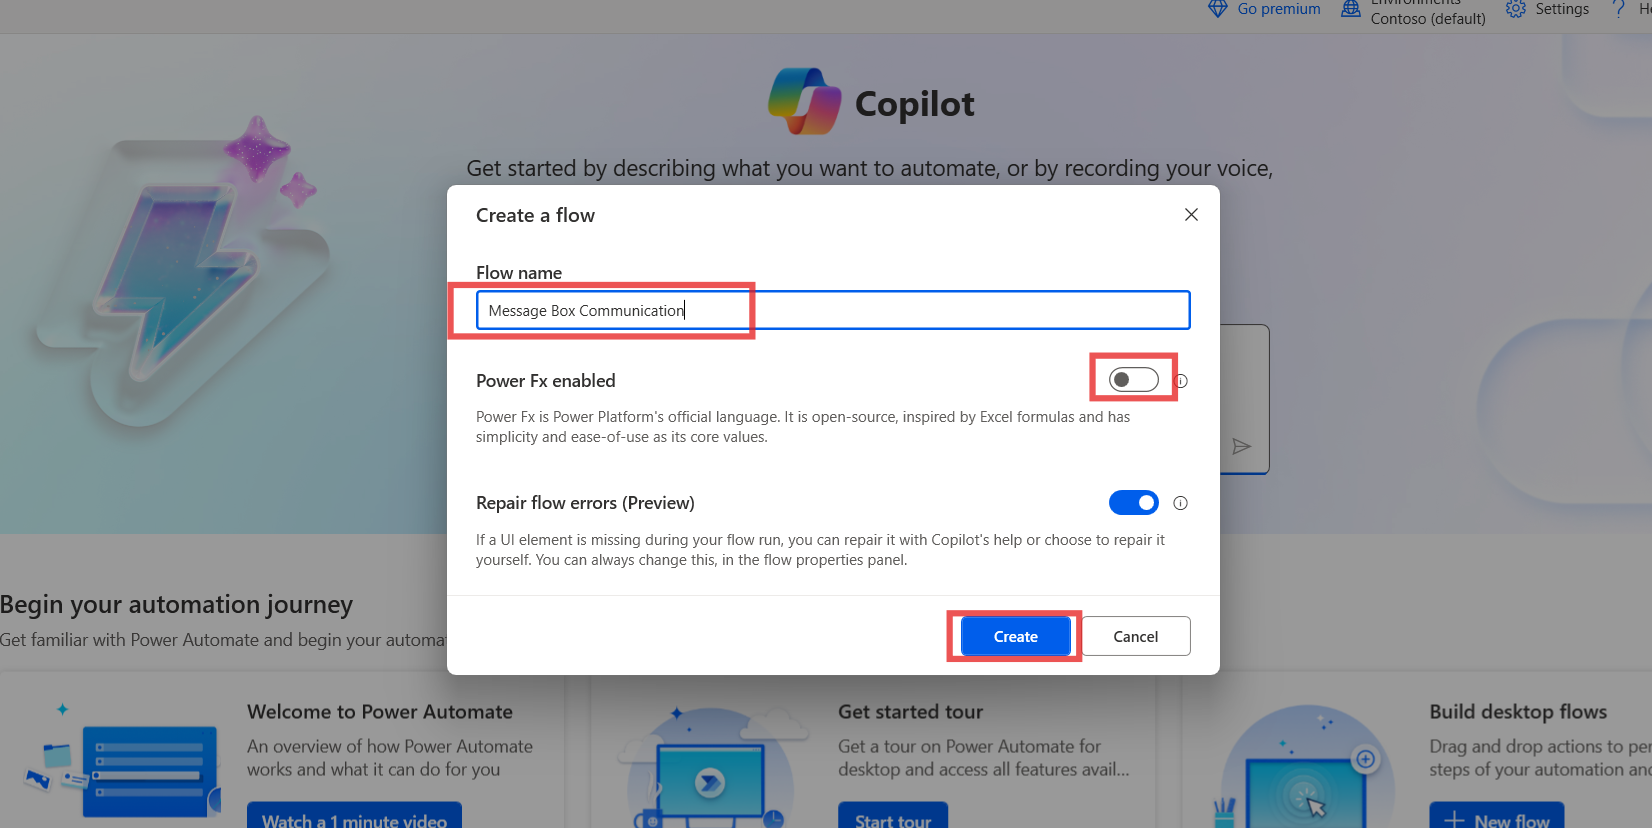 Go premium
Environments
Contoso (default)
Settings
Copilot
Get started by describing what you want to automate, or by recording your voice,
Create a flow
Flow name
Message Box Communication
Power Fx enabled
Power Fx is Power Platform's official language. It is open-source, inspired by Excel formulas and has
simplicity and ease-of-use as its core values.
Repair flow errors (Preview)
If a UI element is missing during your flow run, you can repair it with Copilot's help or choose to repair it
yourself. You can always change this, in the flow properties panel.
Create
Cancel
Begin your automation journey
Get familiar with Power Automate and begin your automat
Welcome to Power Automate
An overview of how Power Automate
works and what it can do for you
Watch a 1 minute video
Get started tour
Get a tour on Power Automate for
desktop and access all features avail...
Start tour
Build desktop flows
Drag and drop actions to per
steps of your automation and
New flow